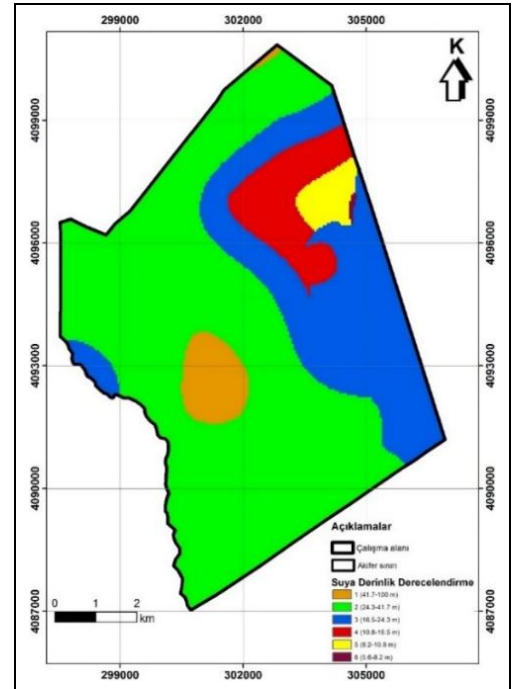 299000 302000 305000
K
4099000 4099000
4096000 4096000
4093000 4093000
4090000 4090000
4087000 4087000
Açıklamalar
Çalışma alanı
Akifer sınırı
Suya Derinlik Derecelendirme
1 (41.7-100 m)
2 (24.3-41.7 m)
3 (16.5-24.3 m)
4 (10.8-16.5 m)
5 (8.2-10.8 m)
6 (5.6-8.2 m)
0 1 2
km
299000 302000 305000